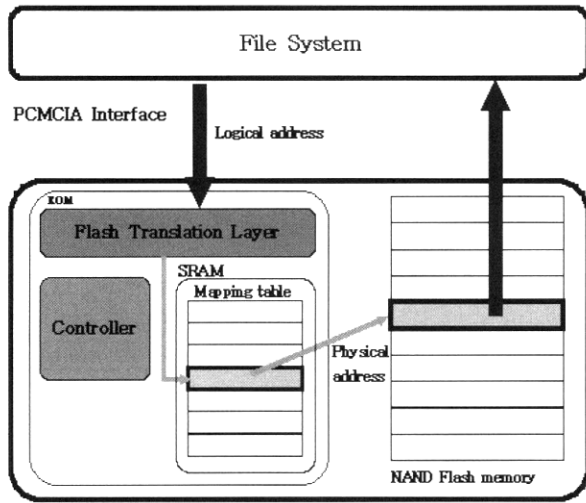 File System
PCMCIA Interface
Logical address
ROM
Flash Translation Layer
SRAM
Mapping table
Controller
Physical
address
NAND Flash memory